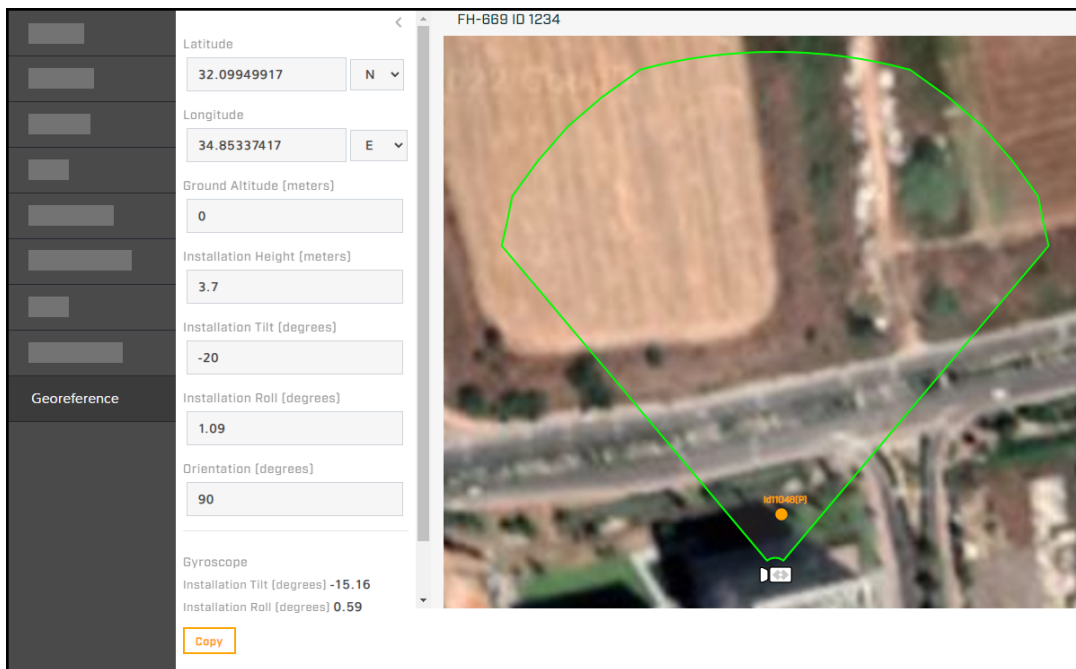 FH-669 ID 1234
Latitude
32.09949917
N
Longitude
34.85337417
E
Ground Altitude (meters)
0
Installation Height (meters)
3.7
Installation Tilt (degrees)
-20
Georeference
Installation Roll (degrees)
1.09
Orientation (degrees)
90
Id11048(P)
Gyroscope
Installation Tilt (degrees) -15.16
Installation Roll (degrees) 0.59
Copy